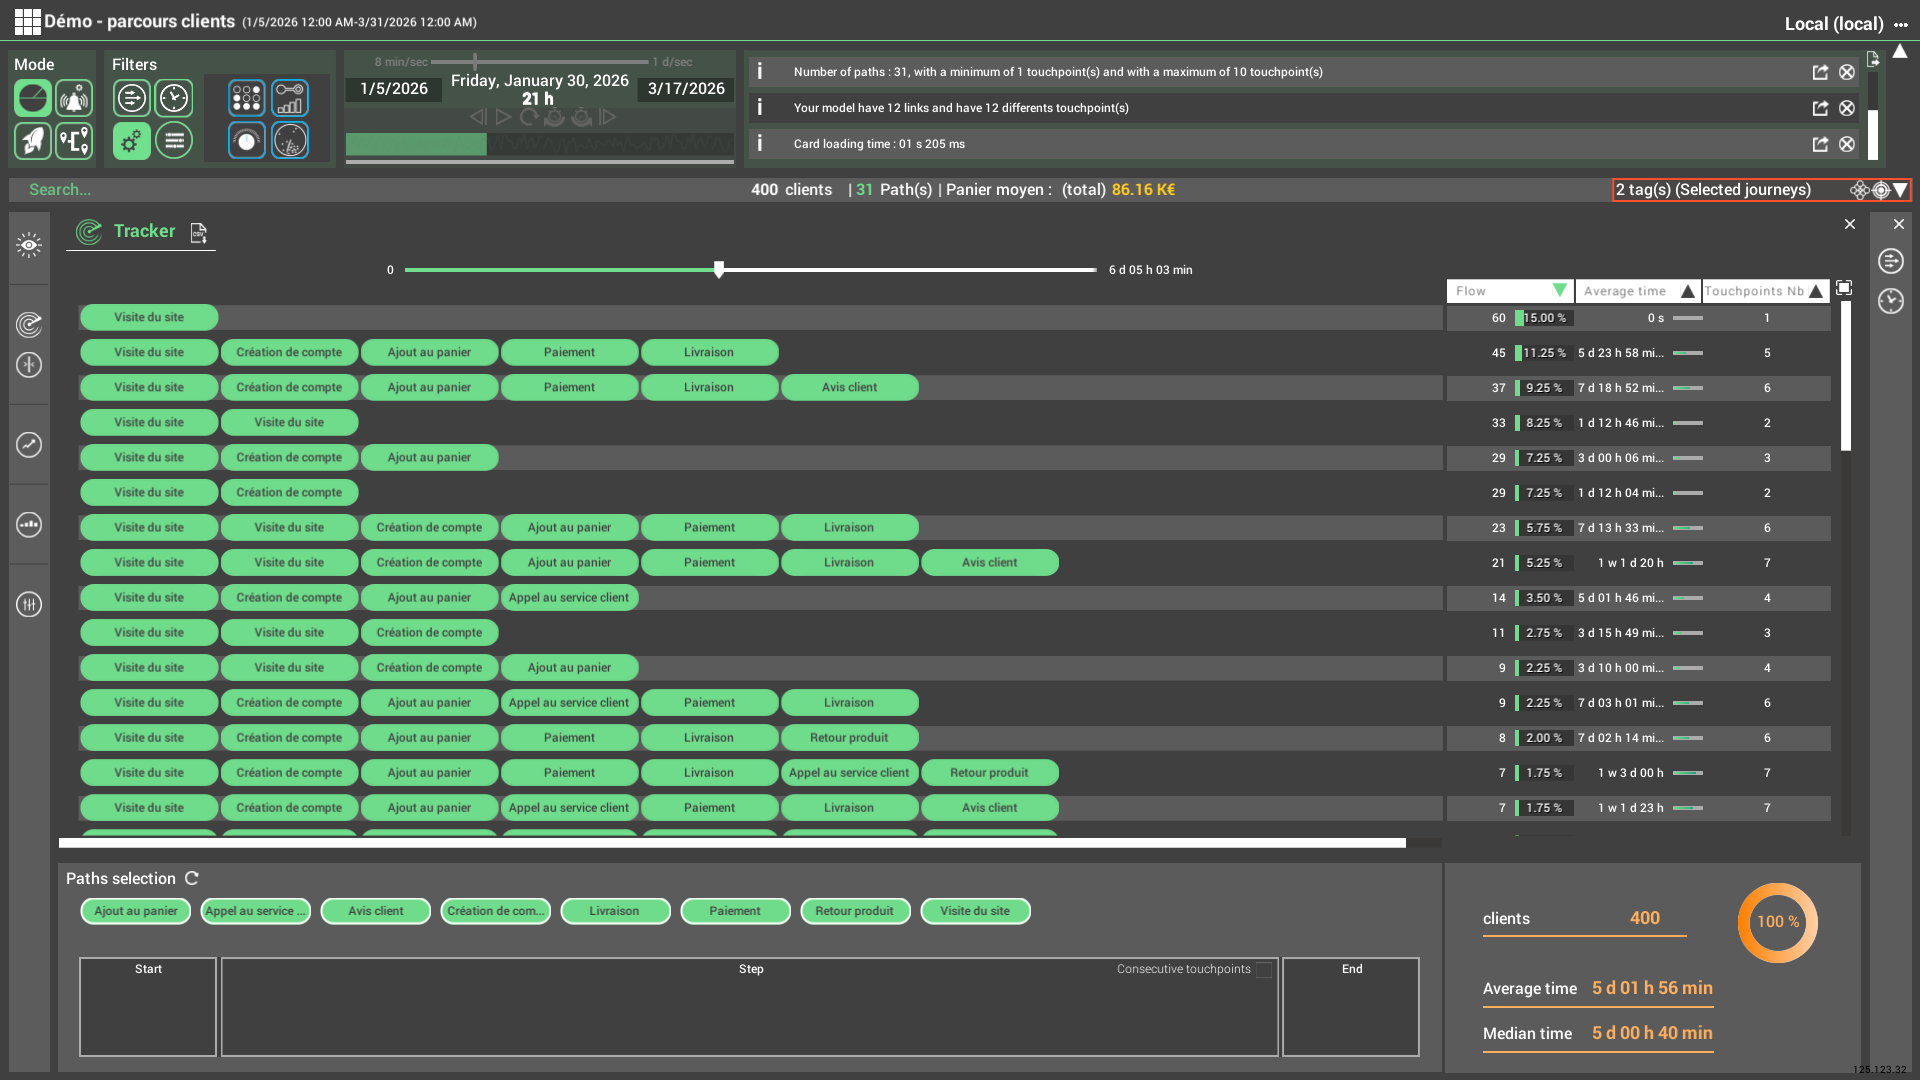 Démo - parcours clients (1/5/2026 12:00 AM-3/31/2026 12:00 AM)
Local (local)
Mode
Filters
8 min/sec
1 d/sec
1/5/2026
Friday, January 30, 2026
21 h
3/17/2026
Number of paths : 31, with a minimum of 1 touchpoint(s) and with a maximum of 10 touchpoint(s)
Your model have 12 links and have 12 differents touchpoint(s)
Card loading time : 01 s 205 ms
Search...
400 clients | 31 Path(s) | Panier moyen : (total) 86.16 K€
2 tag(s) (Selected journeys)
Tracker
CSV
0
6 d 05 h 03 min
Flow Average time Touchpoints Nb
Visite du site 60 15.00 % 0 s 1
Visite du site Création de compte Ajout au panier Paiement Livraison 45 11.25 % 5 d 23 h 58 mi... 5
Visite du site Création de compte Ajout au panier Paiement Livraison Avis client 37 9.25 % 7 d 18 h 52 mi... 6
Visite du site Visite du site 33 8.25 % 1 d 12 h 46 mi... 2
Visite du site Création de compte Ajout au panier 29 7.25 % 3 d 00 h 06 mi... 3
Visite du site Création de compte 29 7.25 % 1 d 12 h 04 mi... 2
Visite du site Visite du site Création de compte Ajout au panier Paiement Livraison 23 5.75 % 7 d 13 h 33 mi... 6
Visite du site Visite du site Création de compte Ajout au panier Paiement Livraison Avis client 21 5.25 % 1 w 1 d 20 h 7
Visite du site Création de compte Ajout au panier Appel au service client 14 3.50 % 5 d 01 h 46 mi... 4
Visite du site Visite du site Création de compte 11 2.75 % 3 d 15 h 49 mi... 3
Visite du site Visite du site Création de compte Ajout au panier 9 2.25 % 3 d 10 h 00 mi... 4
Visite du site Création de compte Ajout au panier Appel au service client Paiement Livraison 9 2.25 % 7 d 03 h 01 mi... 6
Visite du site Création de compte Ajout au panier Paiement Livraison Retour produit 8 2.00 % 7 d 02 h 14 mi... 6
Visite du site Création de compte Ajout au panier Paiement Livraison Appel au service client Retour produit 7 1.75 % 1 w 3 d 00 h 7
Visite du site Création de compte Ajout au panier Appel au service client Paiement Livraison Avis client 7 1.75 % 1 w 1 d 23 h 7
Paths selection
Ajout au panier Appel au service ... Avis client Création de com... Livraison Paiement Retour produit Visite du site
Start
Step
Consecutive touchpoints
End
clients 400
100 %
Average time 5 d 01 h 56 min
Median time 5 d 00 h 40 min
125.123.32